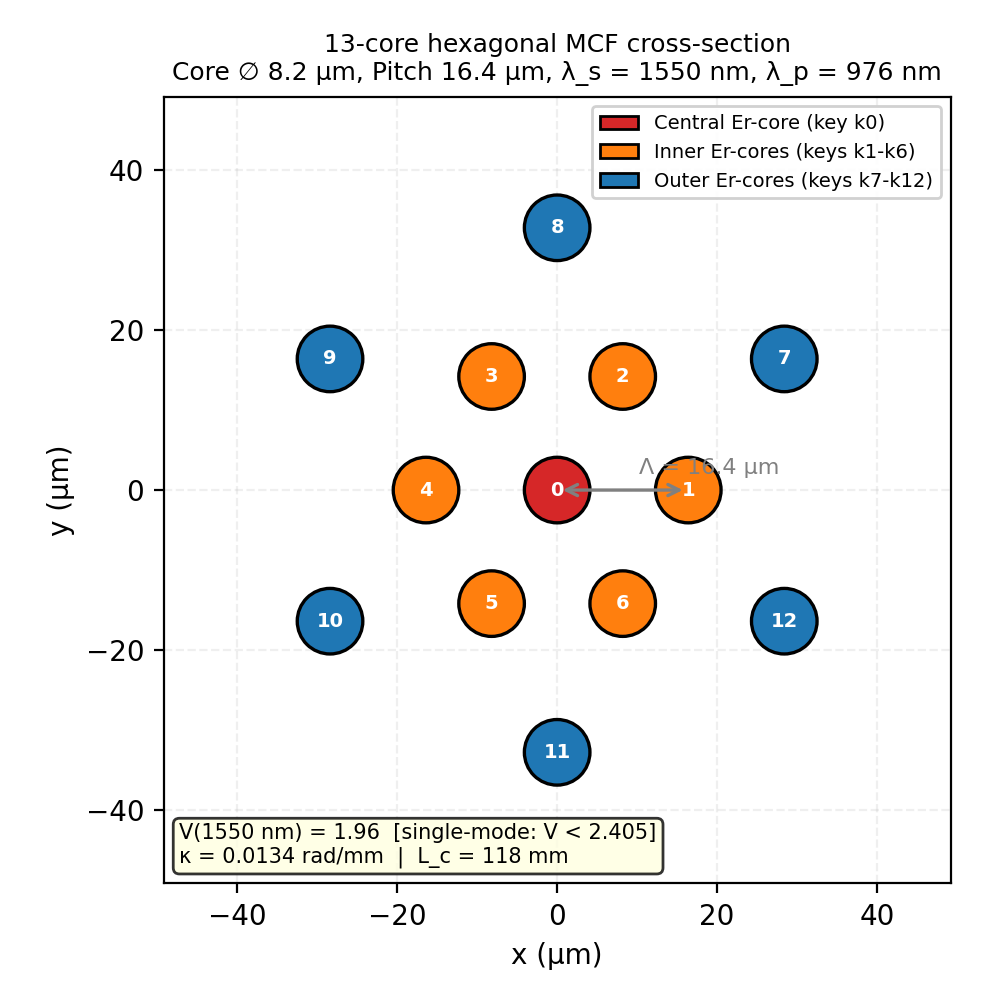 13-core hexagonal MCF cross-section
Core ∅ 8.2 µm, Pitch 16.4 µm, λ_s = 1550 nm, λ_p = 976 nm
Central Er-core (key k0)
Inner Er-cores (keys k1-k6)
Outer Er-cores (keys k7-k12)
40
20
0
−20
−40
y (µm)
8
9
7
3
2
Λ = 16.4 µm
4
0
1
5
6
10
12
11
V(1550 nm) = 1.96  [single-mode: V < 2.405]
κ = 0.0134 rad/mm  |  L_c = 118 mm
−40
−20
0
20
40
x (µm)